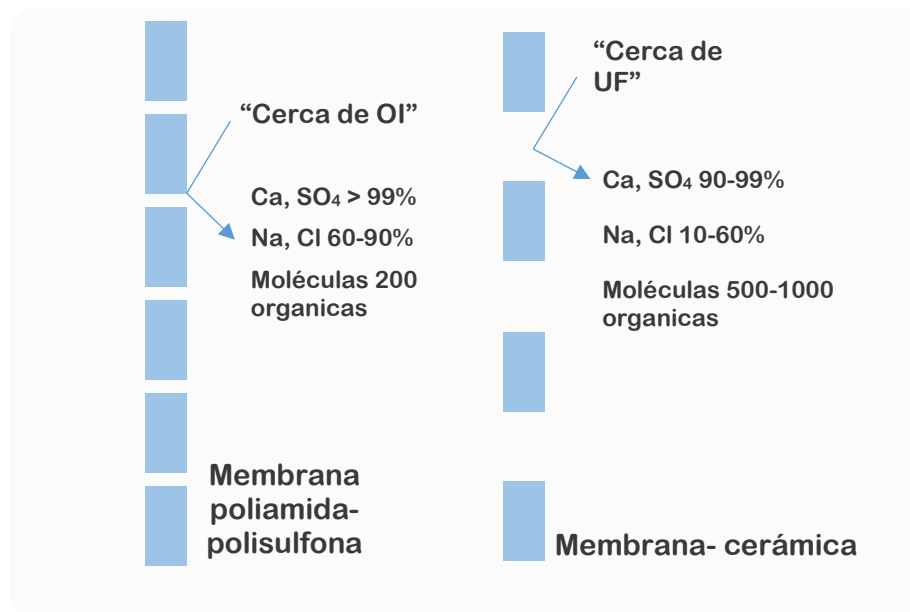 “Cerca de OI”
Ca, SO₄ > 99%
Na, Cl 60-90%
Moléculas 200
organicas
Membrana
poliamida-
polisulfona
“Cerca de
UF”
Ca, SO₄ 90-99%
Na, Cl 10-60%
Moléculas 500-1000
organicas
Membrana- cerámica